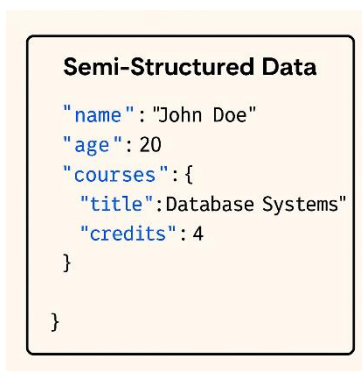 Semi-Structured Data
"name": "John Doe"
"age": 20
"courses": {
"title":Database Systems"
"credits": 4
}
}